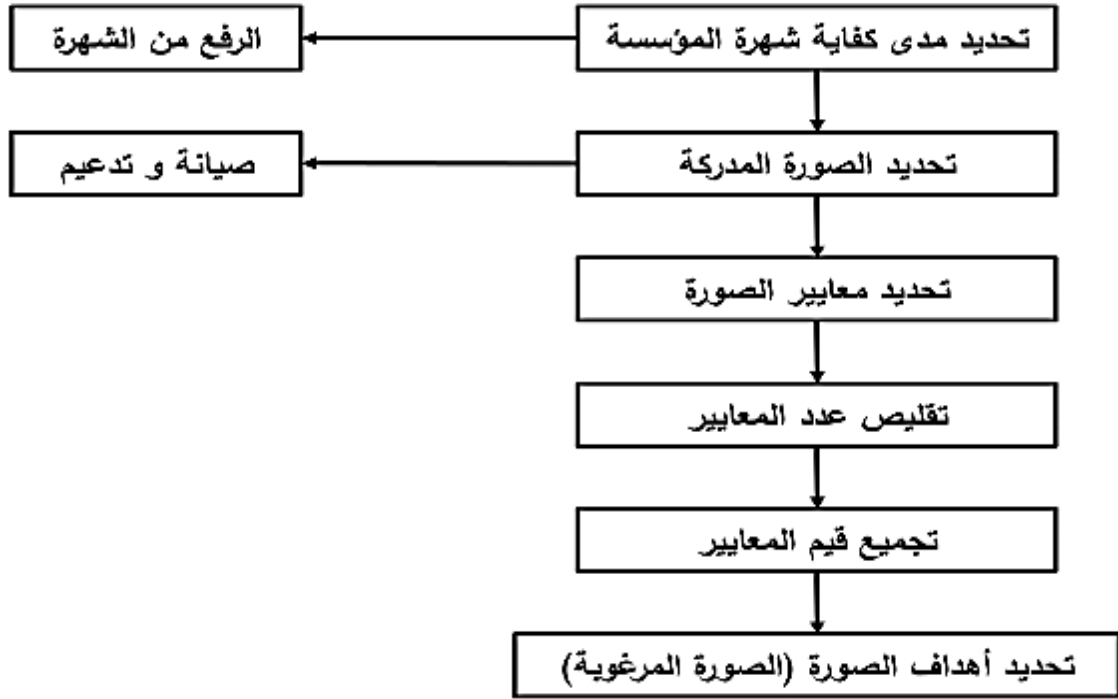 تحديد مدى كفاية شهرة المؤسسة
الرفع من الشهرة
تحديد الصورة المدركة
صيانة و تدعيم
تحديد معايير الصورة
تقليص عدد المعايير
تجميع قيم المعايير
تحديد أهداف الصورة (الصورة المرغوبة)